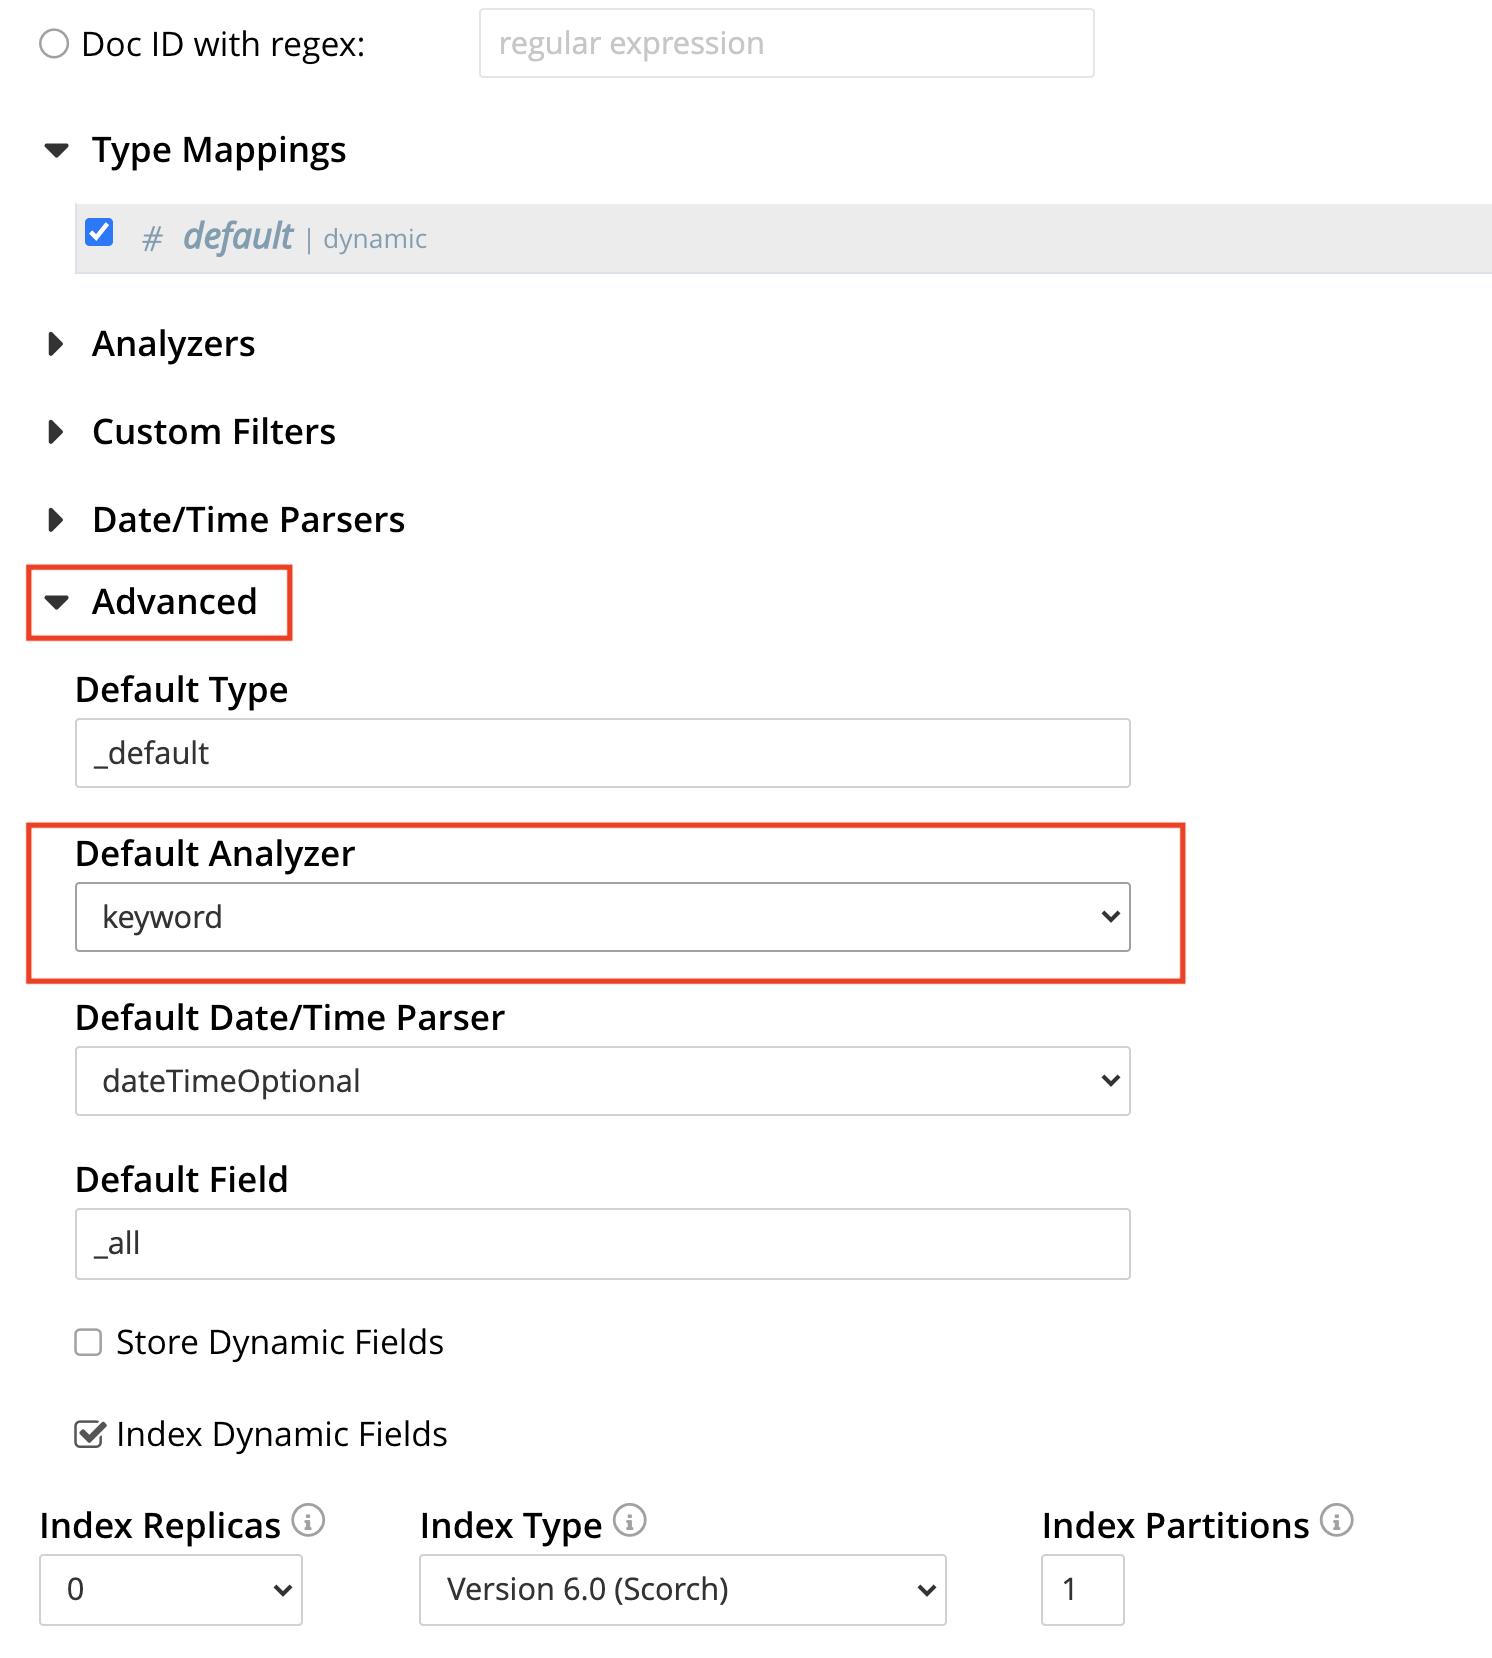 Doc ID with regex: regular expression
Type Mappings
# default | dynamic
Analyzers
Custom Filters
Date/Time Parsers
Advanced
Default Type
_default
Default Analyzer
keyword
Default Date/Time Parser
dateTimeOptional
Default Field
_all
Store Dynamic Fields
Index Dynamic Fields
Index Replicas Index Type Index Partitions
0 Version 6.0 (Scorch) 1